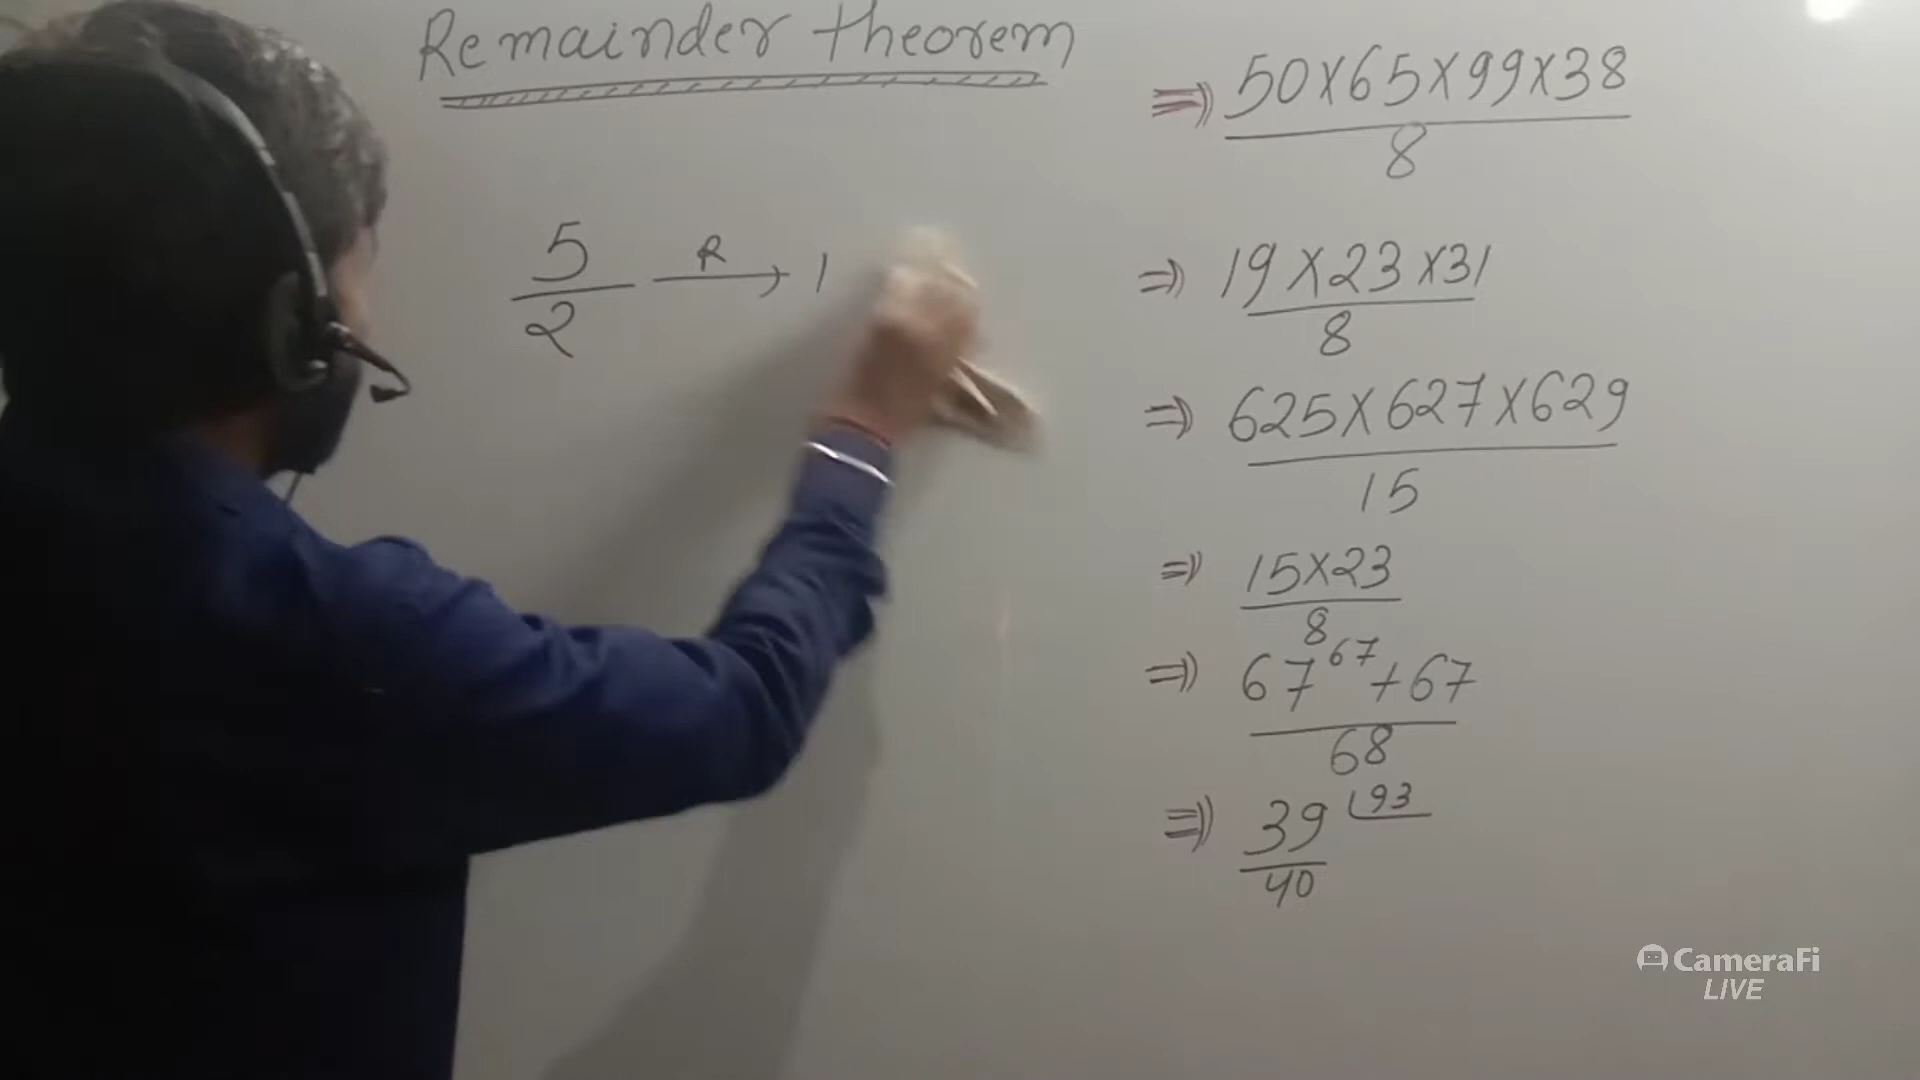 Remainder theorem
5
R → 1
2
⇒ 50×65×99×38
8
⇒ 19×23×31
8
⇒ 625×627×629
15
⇒ 15×23
8
⇒ 67^67+67
68
⇒ 39 ^93
40
CameraFi
LIVE